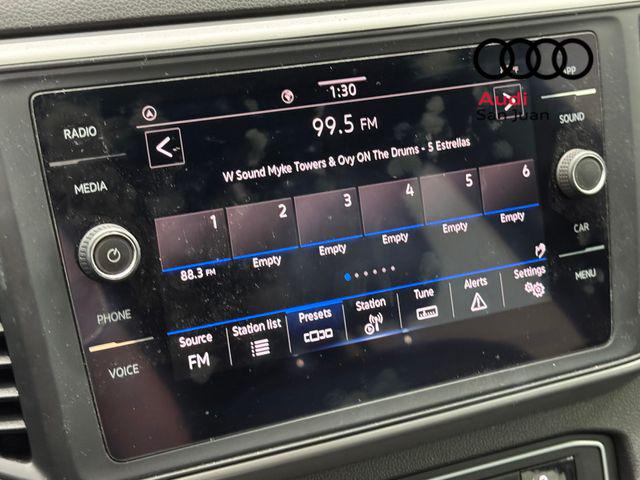 RADIO
MEDIA
PHONE
VOICE
1:30
99.5 FM
<
>
W Sound Myke Towers & Ovy ON The Drums - 5 Estrellas
1 2 3 4 5 6
88.3 FM Empty Empty Empty Empty Empty
Source Station list Presets Station Tune Alerts Settings
FM
APP
SOUND
CAR
MENU
Audi
San Juan